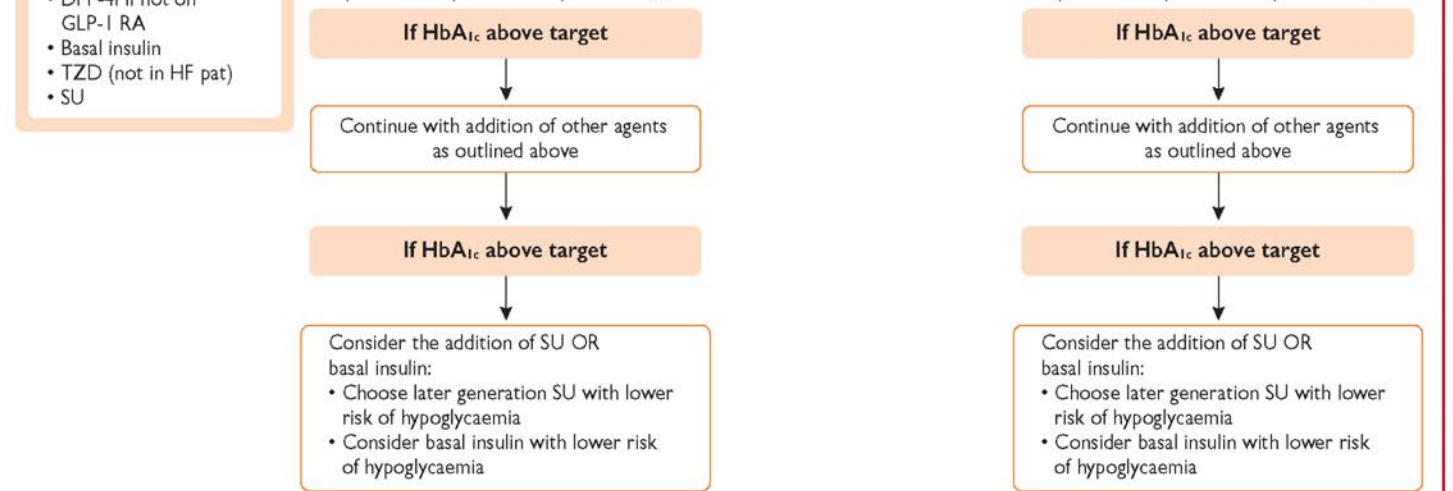 GLP-1 RA
• Basal insulin
• TZD (not in HF pat)
• SU
If HbA1c above target
Continue with addition of other agents
as outlined above
If HbA1c above target
Consider the addition of SU OR
basal insulin:
• Choose later generation SU with lower
risk of hypoglycaemia
• Consider basal insulin with lower risk
of hypoglycaemia
If HbA1c above target
Continue with addition of other agents
as outlined above
If HbA1c above target
Consider the addition of SU OR
basal insulin:
• Choose later generation SU with lower
risk of hypoglycaemia
• Consider basal insulin with lower risk
of hypoglycaemia